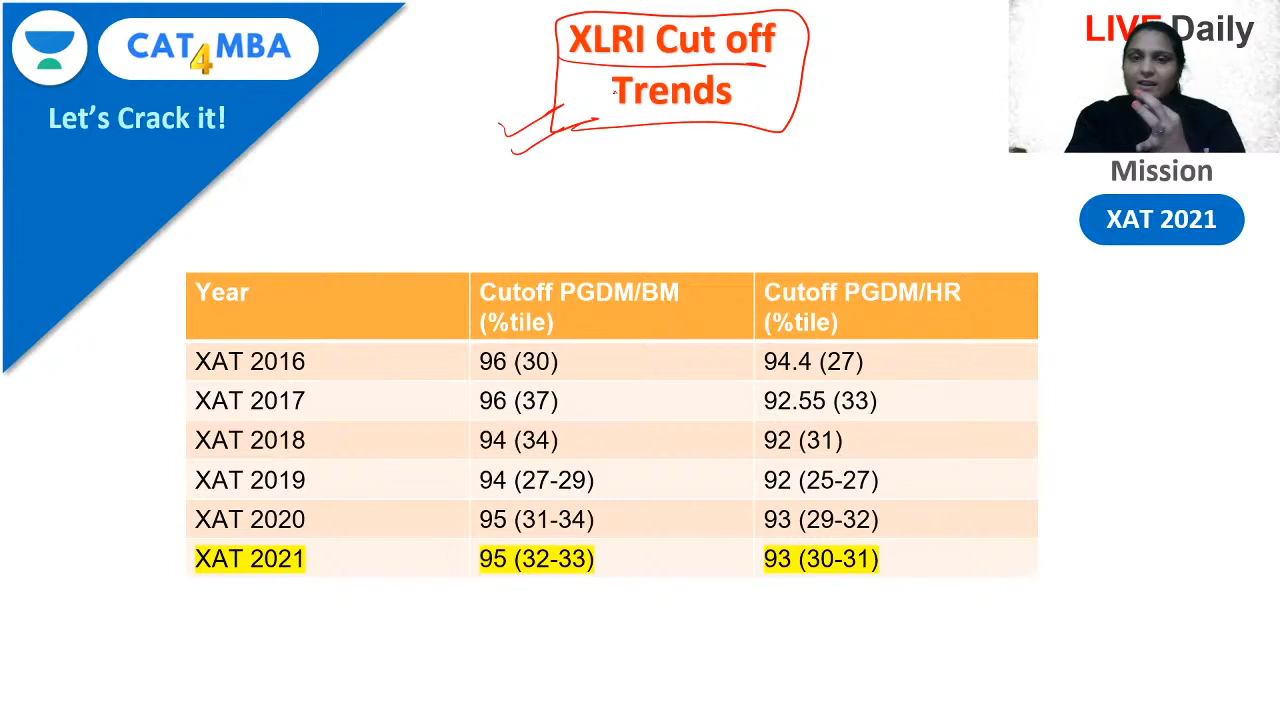 CAT4MBA
Let's Crack it!
XLRI Cut off
Trends
LIVE Daily
Mission
XAT 2021
Year Cutoff PGDM/BM (%tile) Cutoff PGDM/HR (%tile)
XAT 2016 96 (30) 94.4 (27)
XAT 2017 96 (37) 92.55 (33)
XAT 2018 94 (34) 92 (31)
XAT 2019 94 (27-29) 92 (25-27)
XAT 2020 95 (31-34) 93 (29-32)
XAT 2021 95 (32-33) 93 (30-31)